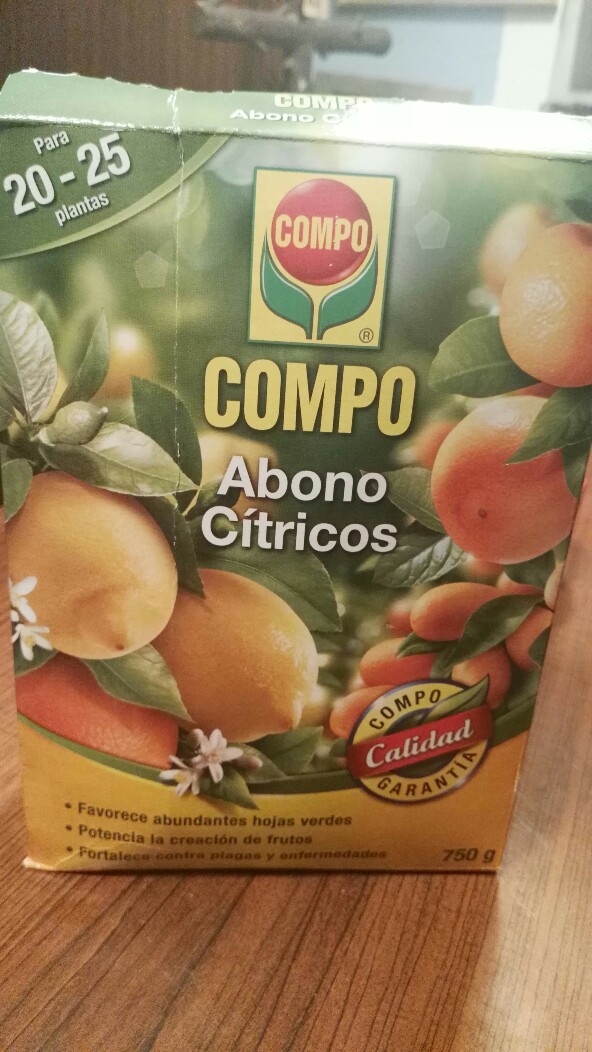 COMPO
Abono
Para
20 - 25
plantas
COMPO
®
COMPO
Abono
Cítricos
COMPO
Calidad
GARANTÍA
• Favorece abundantes hojas verdes
• Potencia la creación de frutos
• Fortalece contra plagas y enfermedades
750 g